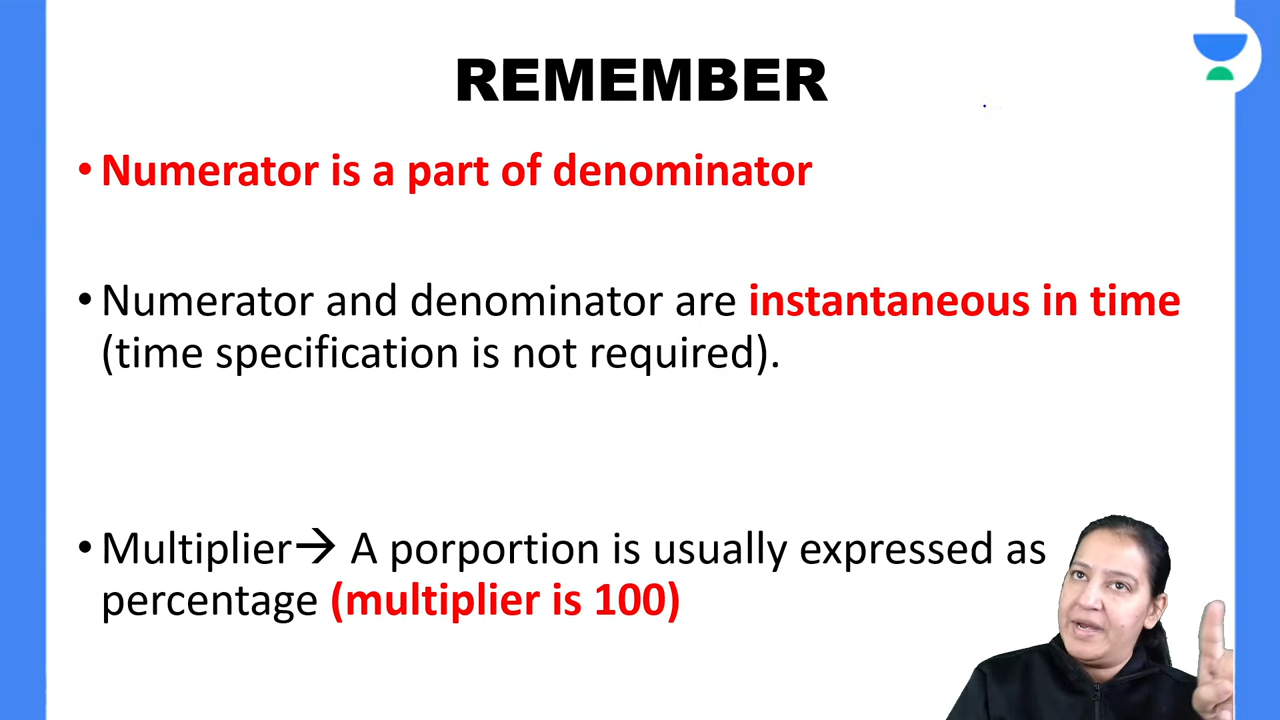 REMEMBER
• Numerator is a part of denominator
• Numerator and denominator are instantaneous in time
(time specification is not required).
• Multiplier→ A porportion is usually expressed as
percentage (multiplier is 100)